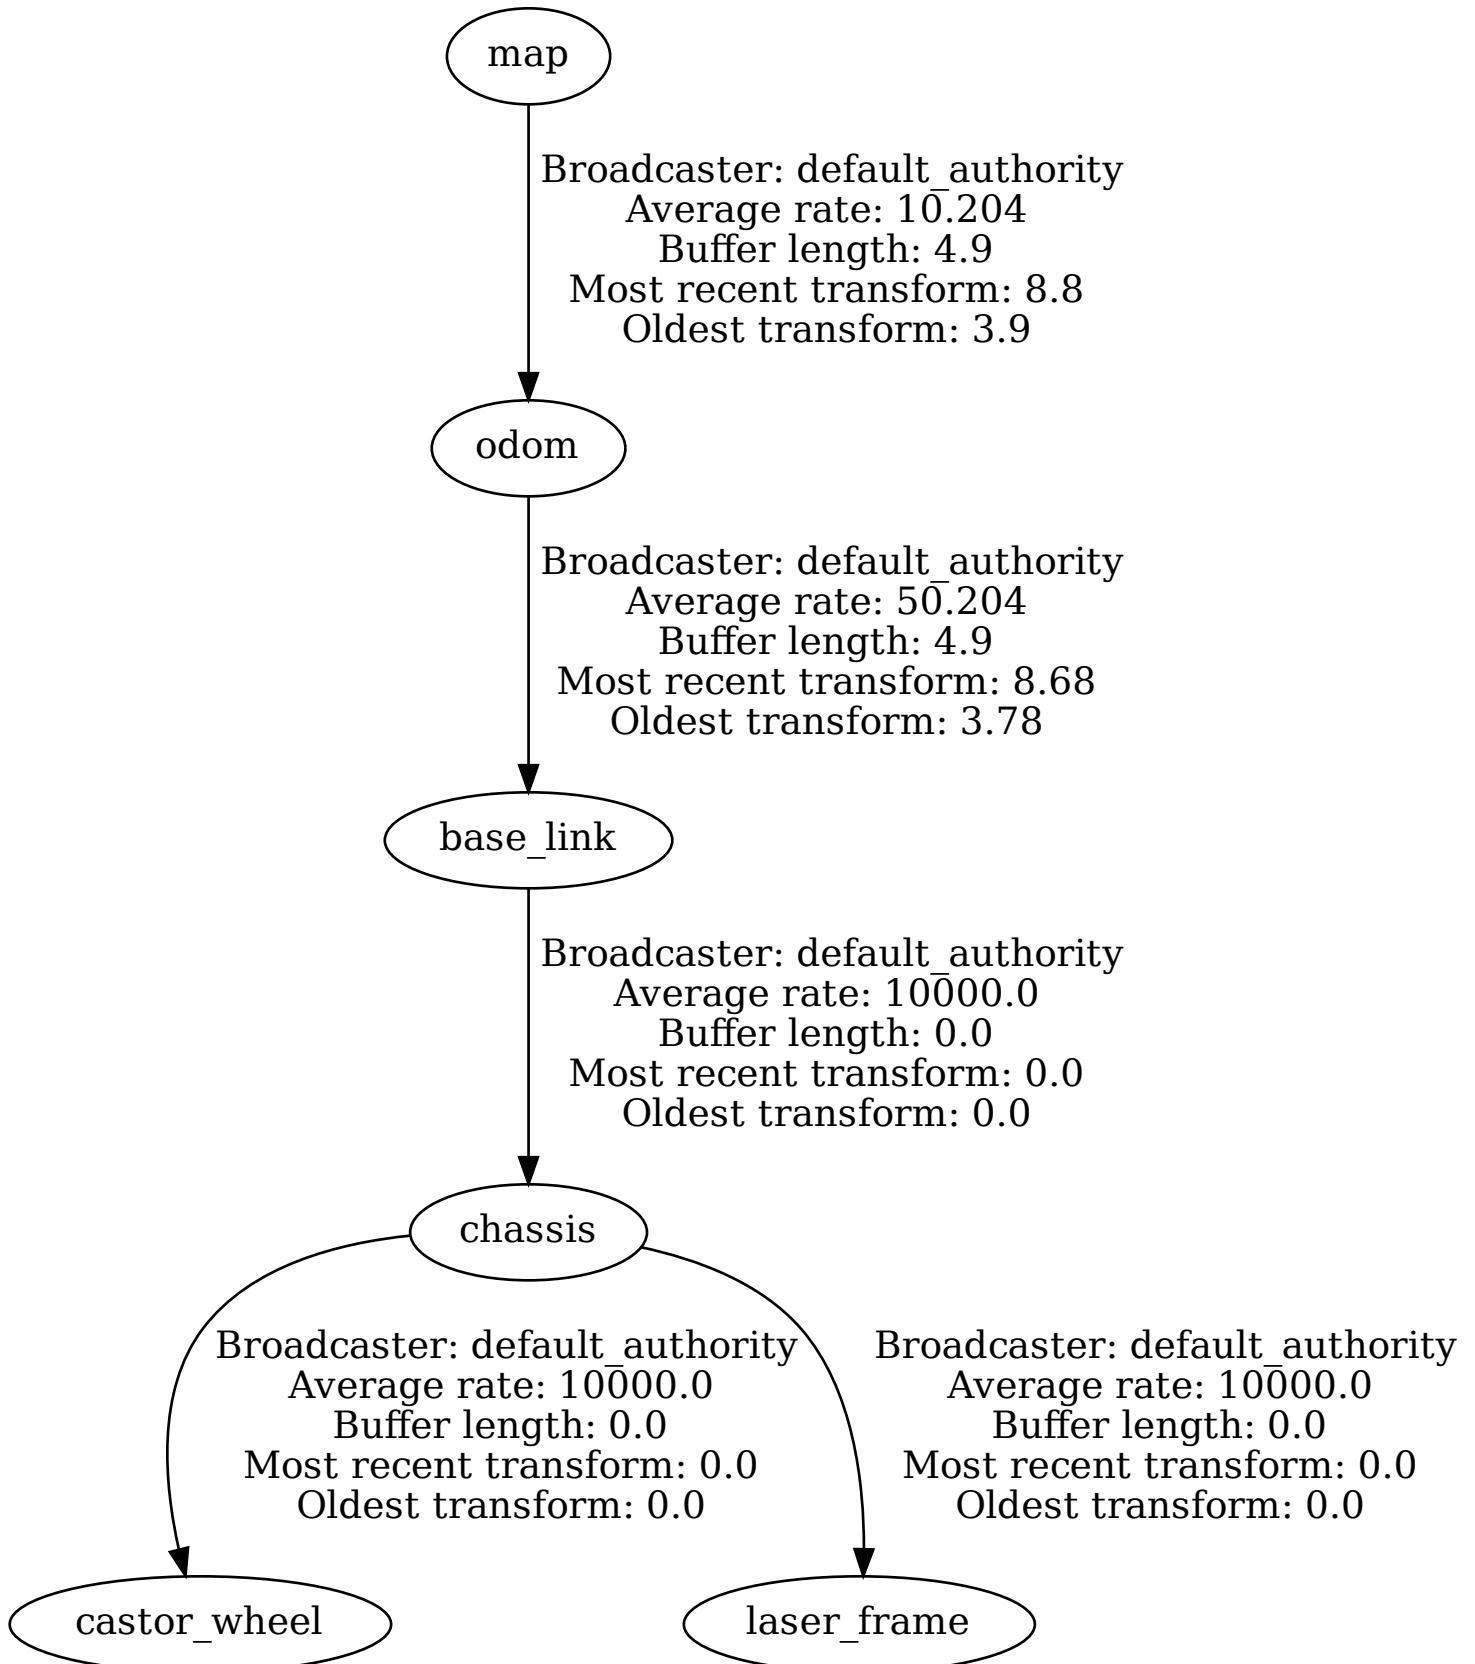 map
Broadcaster: default_authority
Average rate: 10.204
Buffer length: 4.9
Most recent transform: 8.8
Oldest transform: 3.9
odom
Broadcaster: default_authority
Average rate: 50.204
Buffer length: 4.9
Most recent transform: 8.68
Oldest transform: 3.78
base_link
Broadcaster: default_authority
Average rate: 10000.0
Buffer length: 0.0
Most recent transform: 0.0
Oldest transform: 0.0
chassis
Broadcaster: default_authority
Average rate: 10000.0
Buffer length: 0.0
Most recent transform: 0.0
Oldest transform: 0.0
Broadcaster: default_authority
Average rate: 10000.0
Buffer length: 0.0
Most recent transform: 0.0
Oldest transform: 0.0
castor_wheel
laser_frame